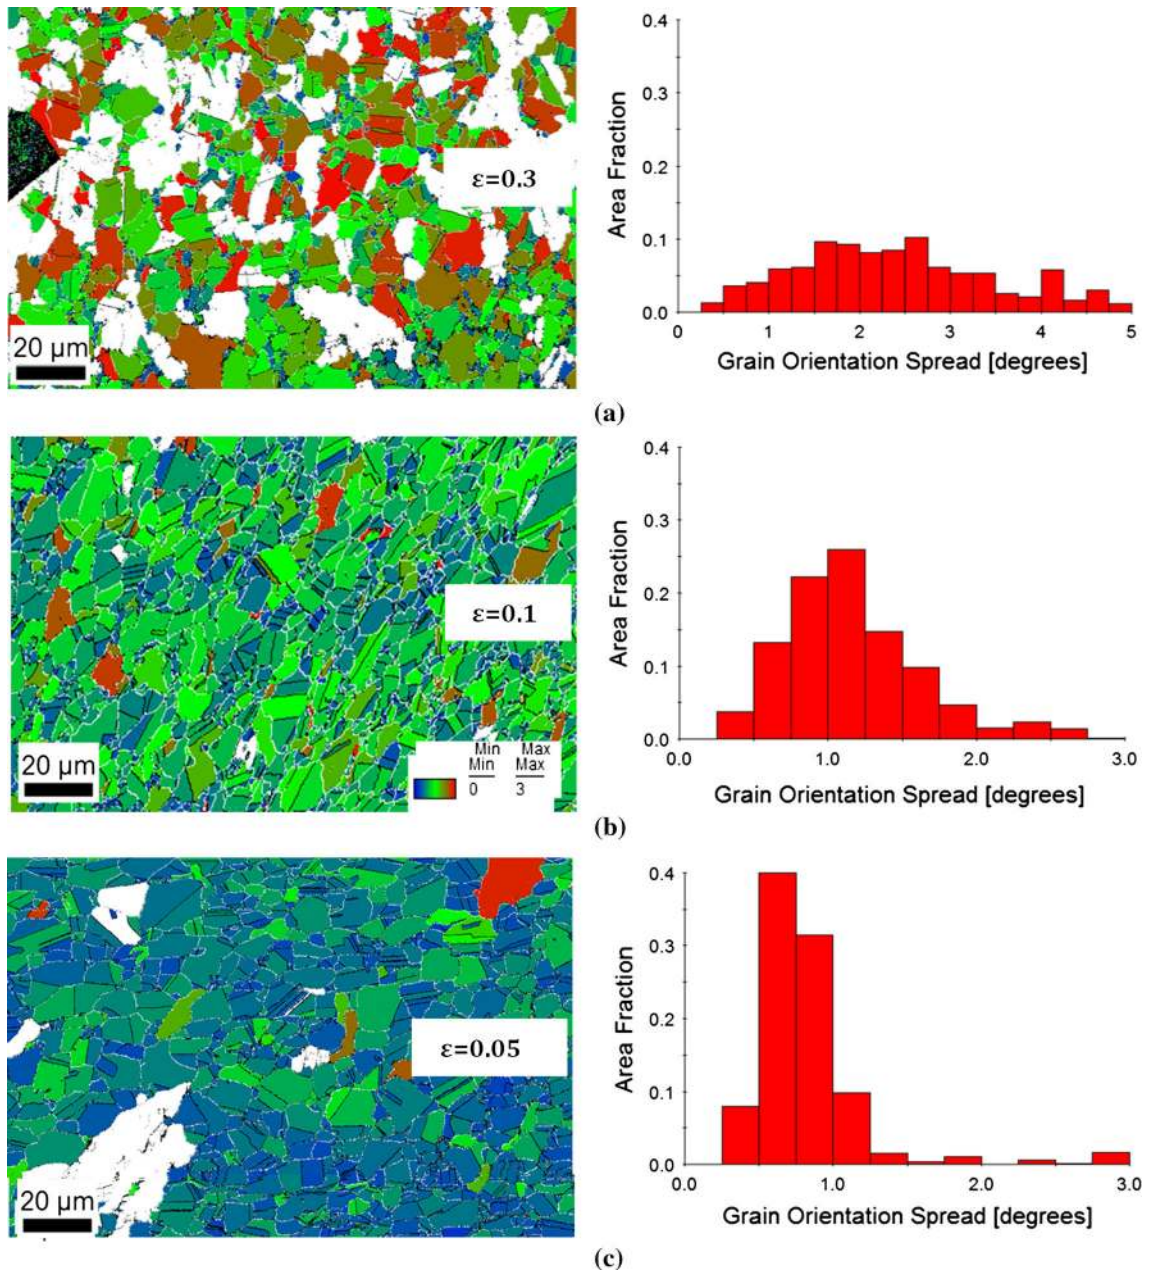 ε=0.3
20 µm
0.4
0.3
0.2
0.1
0.0
Area Fraction
0 1 2 3 4 5
Grain Orientation Spread [degrees]
(a)
ε=0.1
20 µm
Min Max
Min Max
0 3
0.4
0.3
0.2
0.1
0.0
Area Fraction
0.0 1.0 2.0 3.0
Grain Orientation Spread [degrees]
(b)
ε=0.05
20 µm
0.4
0.3
0.4
0.1
0.0
Area Fraction
0.0 1.0 2.0 3.0
Grain Orientation Spread [degrees]
(c)